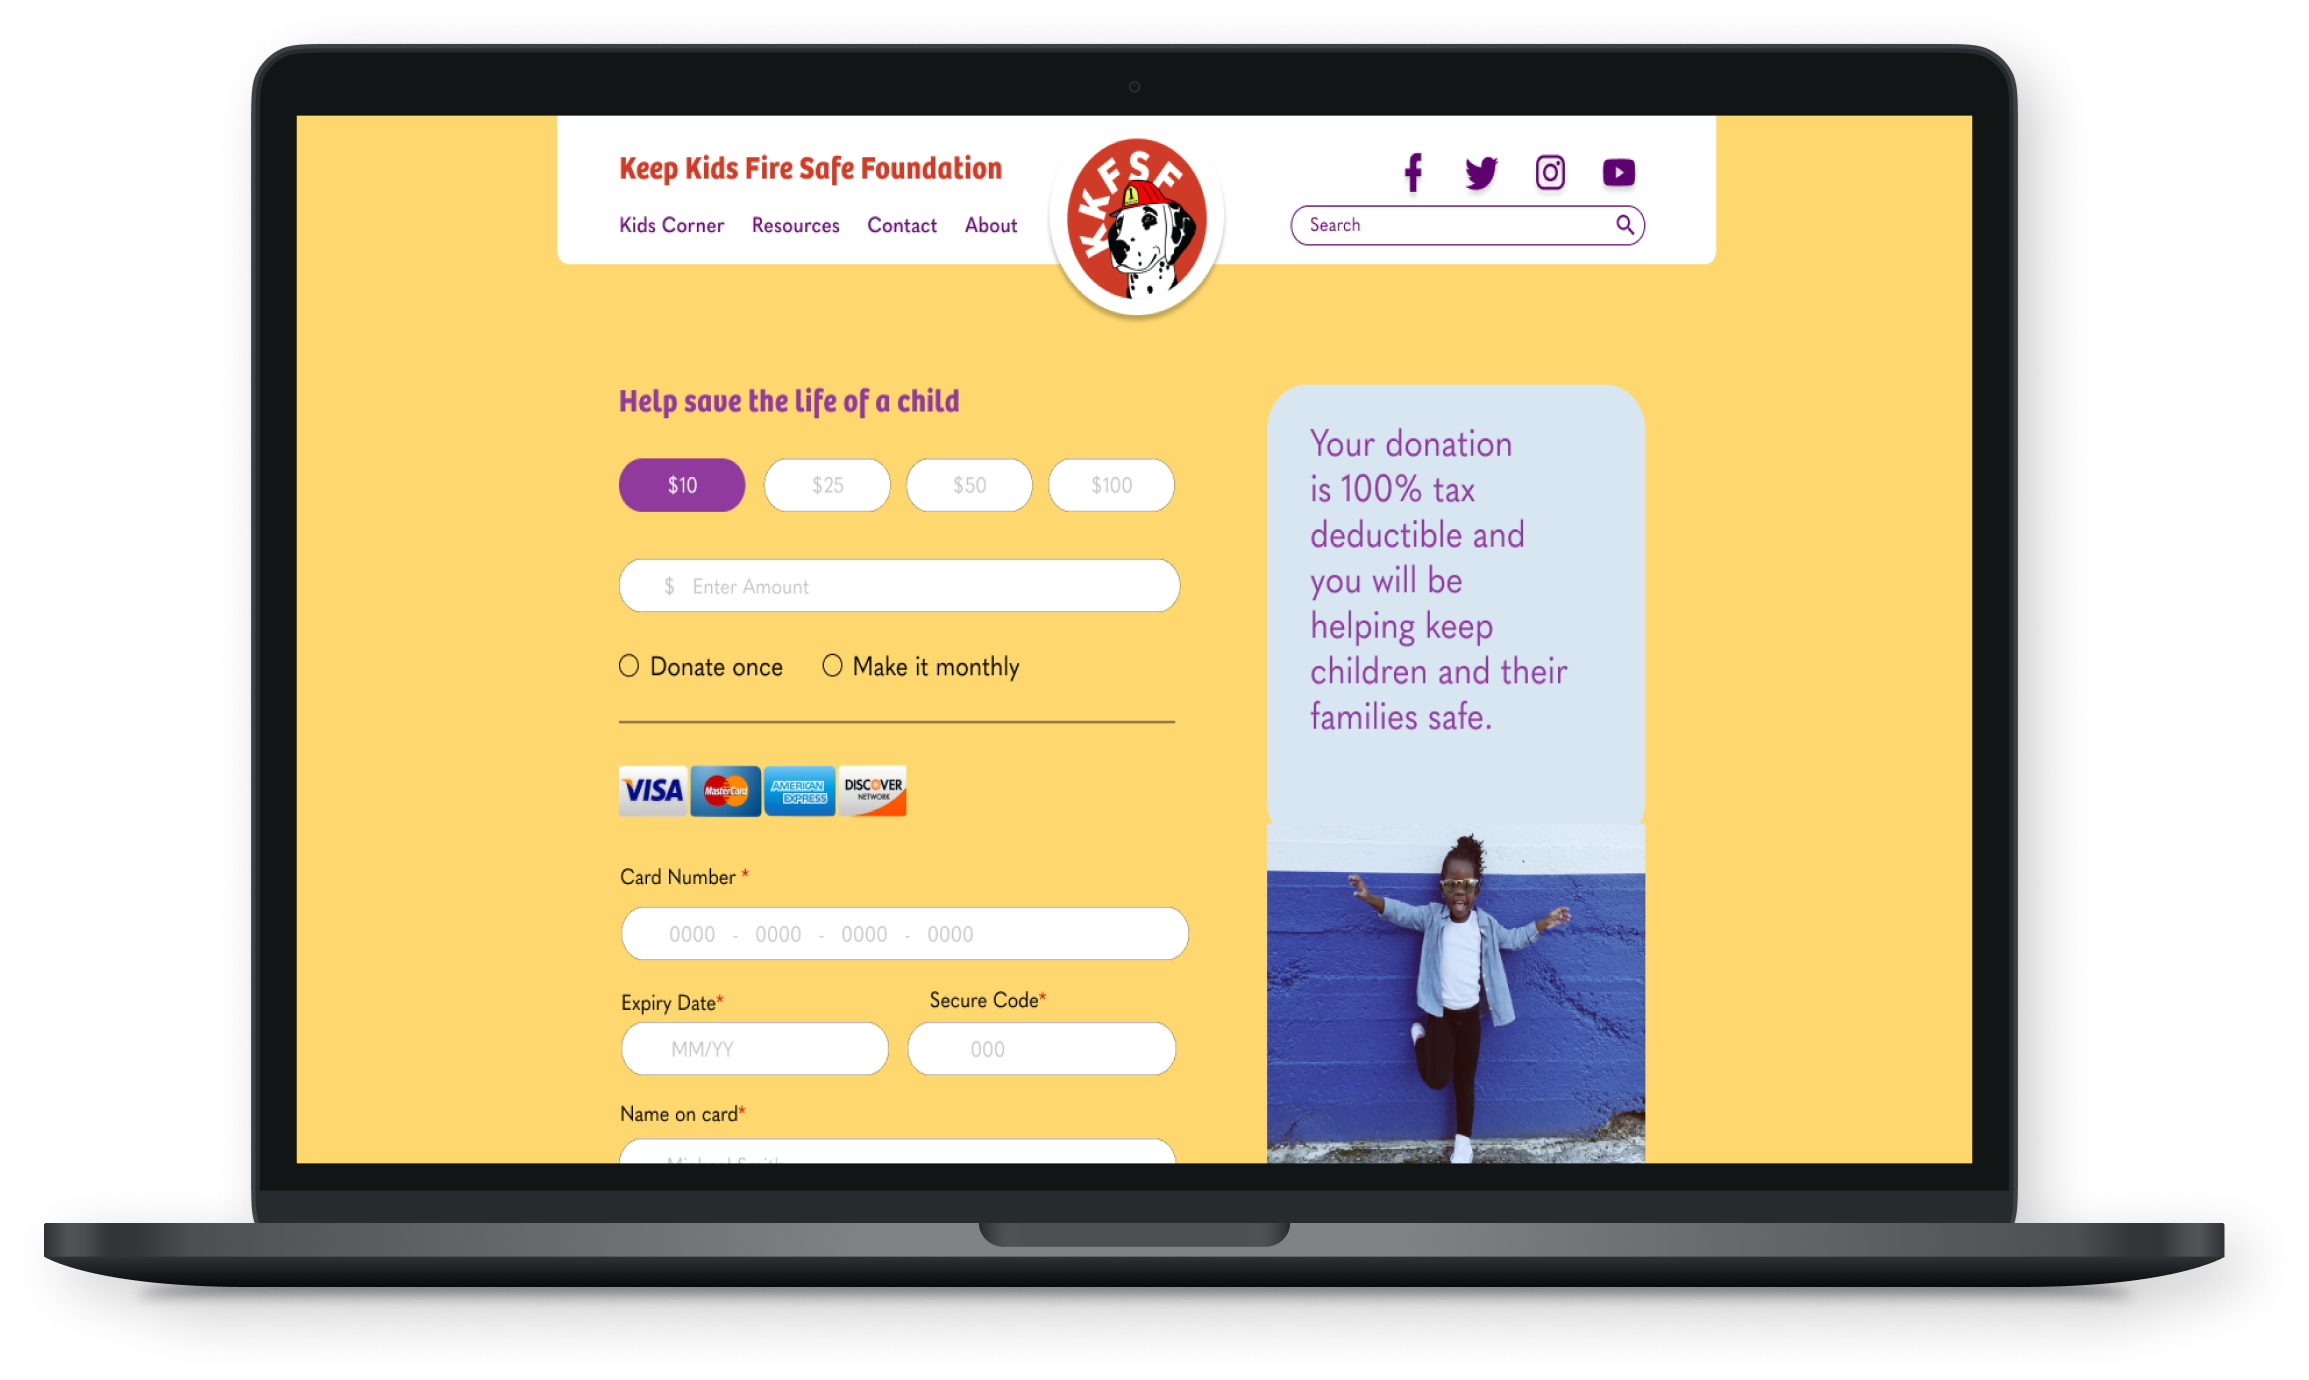 Keep Kids Fire Safe Foundation
Kids Corner Resources Contact About
KKFSF
1
Search
Help save the life of a child
$10 $25 $50 $100
$ Enter Amount
Donate once Make it monthly
VISA MasterCard AMERICAN EXPRESS DISCOVER NETWORK
Card Number *
0000 - 0000 - 0000 - 0000
Expiry Date* Secure Code*
MM/YY 000
Name on card*
Your donation
is 100% tax
deductible and
you will be
helping keep
children and their
families safe.